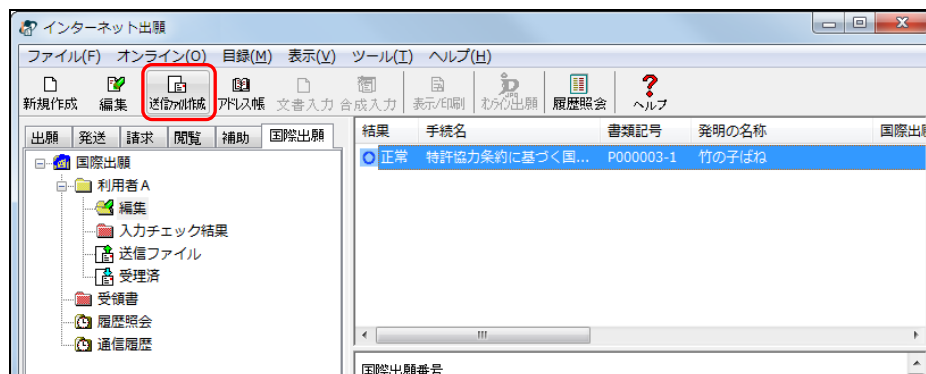 インターネット出願
ファイル(F) オンライン(O) 目録(M) 表示(V) ツール(T) ヘルプ(H)
新規作成 編集 送信ファイル作成 アドレス帳 文書入力 合成入力 表示/印刷 オンライン出願 履歴照会 ヘルプ
出願 発送 請求 閲覧 補助 国際出願
国際出願
利用者A
編集
入力チェック結果
送信ファイル
受理済
受領書
履歴照会
通信履歴
結果 手続名 書類記号 発明の名称 国際出願
正常 特許協力条約に基づく国... P000003-1 竹の子ばね
国際出願番号